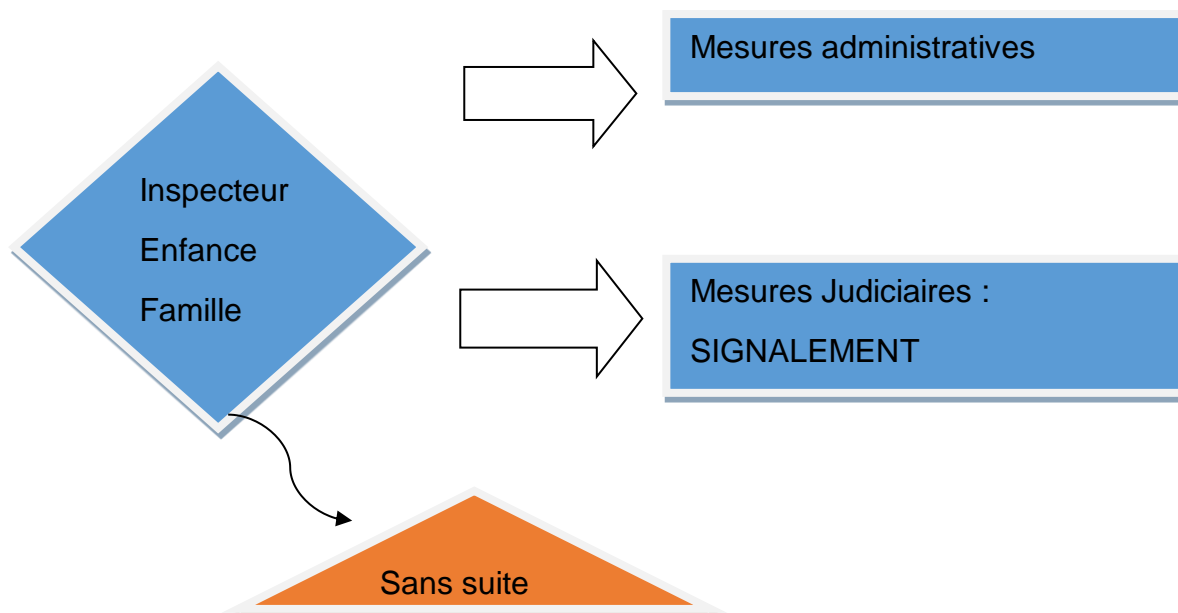 Mesures administratives
Inspecteur
Enfance
Famille
Mesures Judiciaires :
SIGNALEMENT
Sans suite